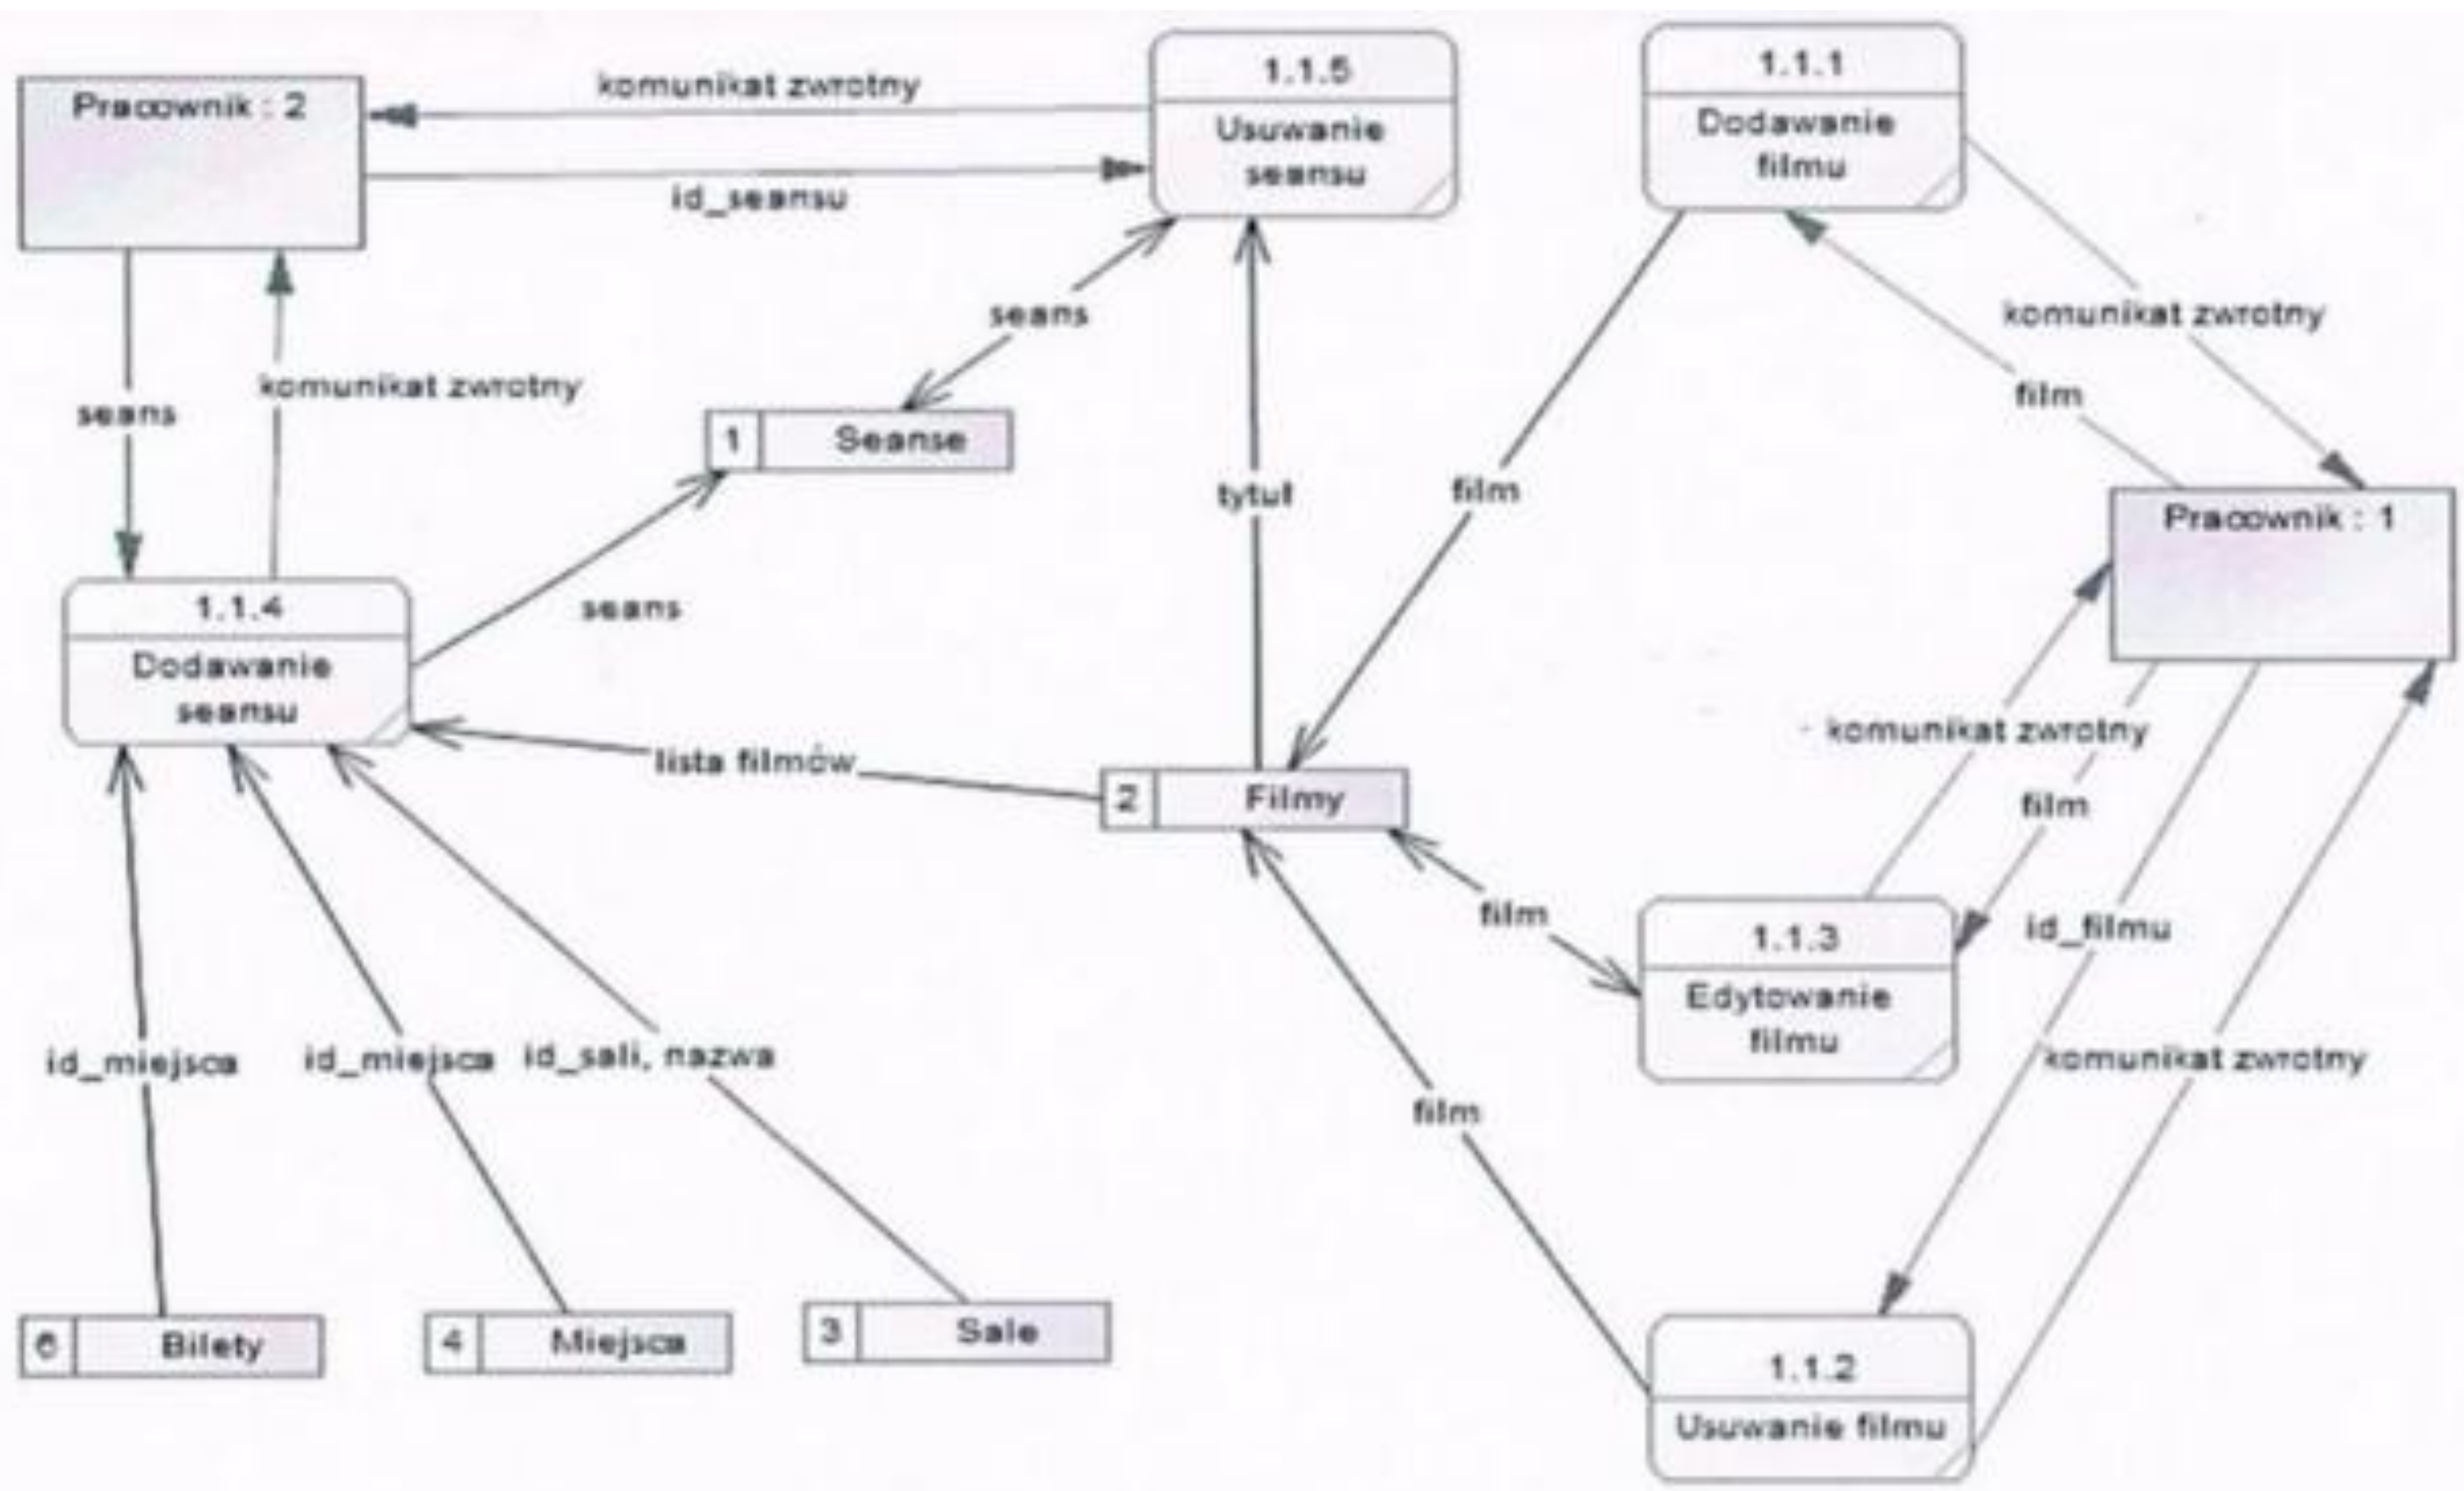 Pracownik : 2
komunikat zwrotny
id_seansu
1.1.5
Usuwanie
seansu
1.1.1
Dodawanie
filmu
komunikat zwrotny
film
seans
komunikat zwrotny
seans
1 Seanse
tytuł
film
Pracownik : 1
1.1.4
Dodawanie
seansu
seans
lista filmów
2 Filmy
komunikat zwrotny
film
film
1.1.3
Edytowanie
filmu
id_filmu
komunikat zwrotny
id_miejsca
id_miejsca
id_sali, nazwa
film
6 Bilety
4 Miejsca
3 Sale
1.1.2
Usuwanie filmu